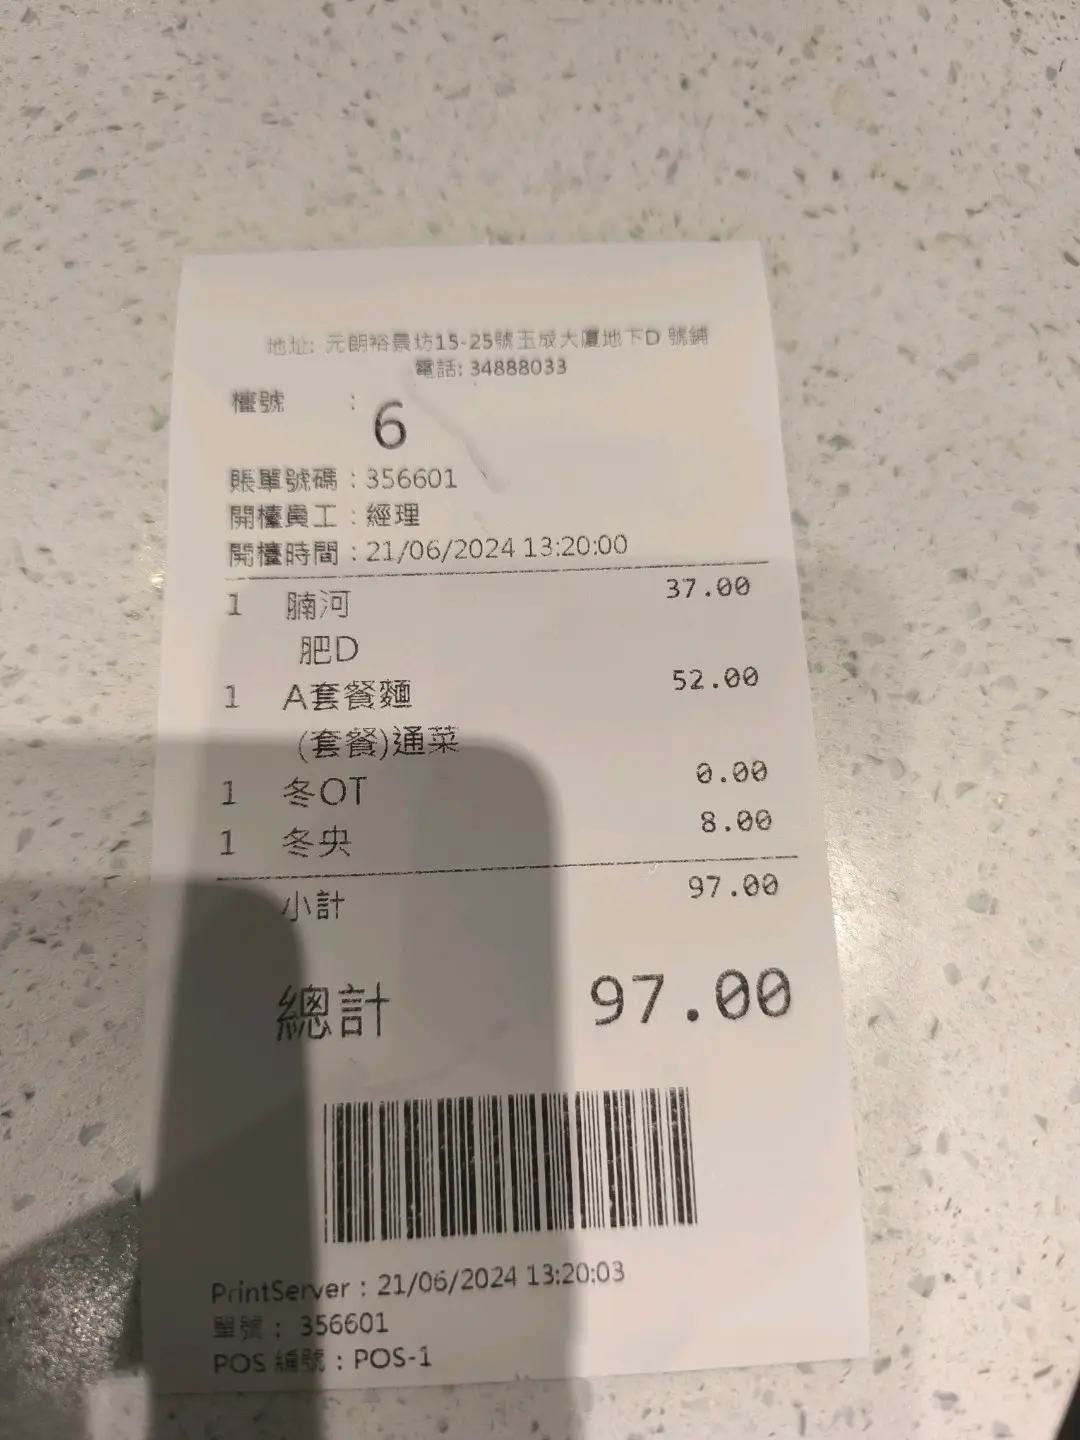 地址: 元朗裕景坊15-25號玉成大廈地下D 號鋪
電話: 34888033
檯號 : 6
賬單號碼 : 356601
開檯員工 : 經理
開檯時間 : 21/06/2024 13:20:00
1 腩河 37.00
肥D
1 A套餐麵 52.00
(套餐)通菜
1 冬OT 0.00
1 冬央 8.00
小計 97.00
總計 97.00
PrintServer : 21/06/2024 13:20:03
單號 : 356601
POS 編號 : POS-1